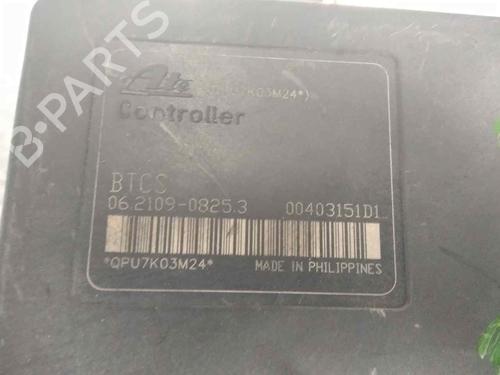 Ate
Controller
BTCS
06.2109-0825.3 00403151D1
*QPU7K03M24* MADE IN PHILIPPINES
B-PARTS